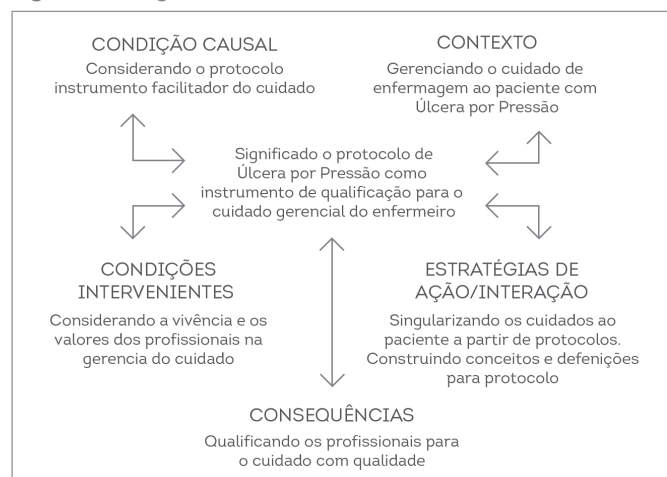 CONDIÇÃO CAUSAL
Considerando o protocolo
instrumento facilitador do cuidado
CONTEXTO
Gerenciando o cuidado de
enfermagem ao paciente com
Úlcera por Pressão
Significado o protocolo de
Úlcera por Pressão como
instrumento de qualificação para o
cuidado gerencial do enfermeiro
CONDIÇÕES
INTERVENIENTES
Considerando a vivência e os
valores dos profissionais na
gerencia do cuidado
ESTRATÉGIAS DE
AÇÃO/INTERAÇÃO
Singularizando os cuidados ao
paciente a partir de protocolos.
Construindo conceitos e defenições
para protocolo
CONSEQUÊNCIAS
Qualificando os profissionais para
o cuidado com qualidade